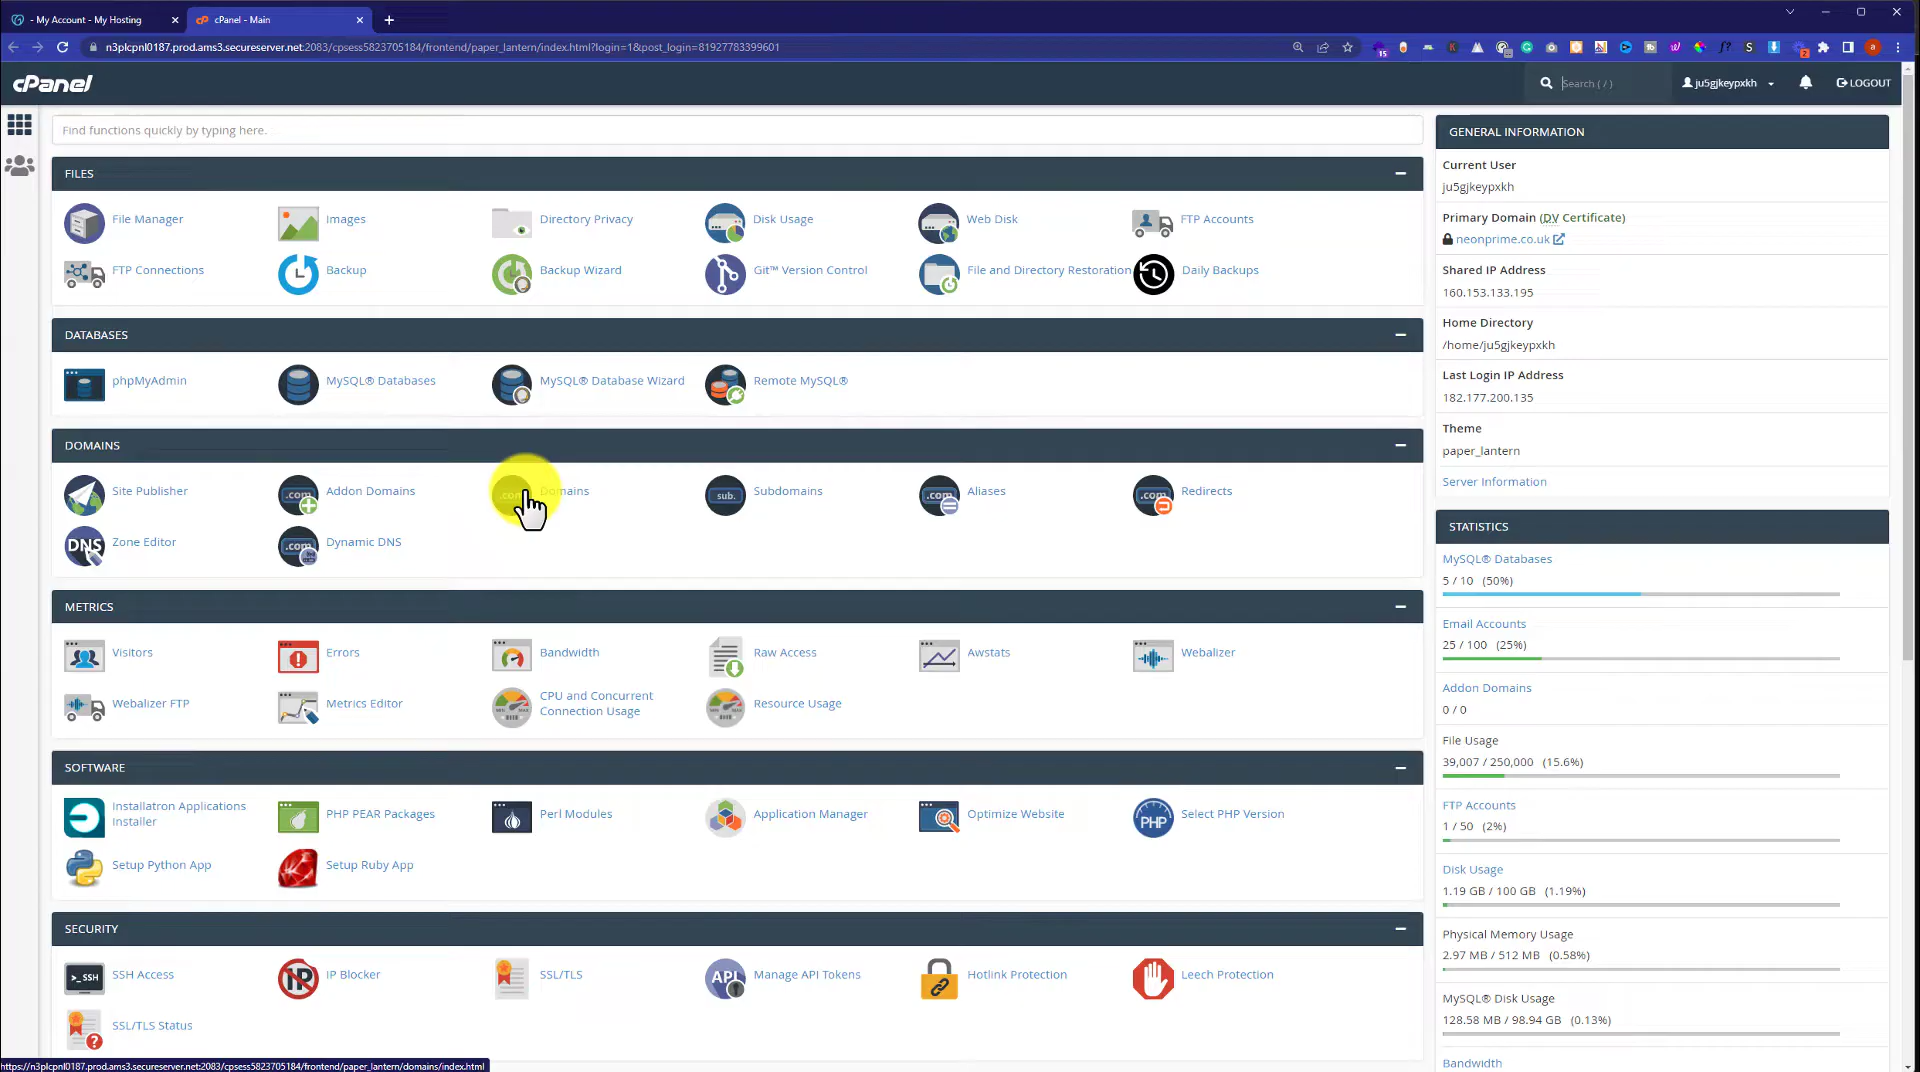 - My Account - My Hosting
cPanel - Main
n3plcpnl0187.prod.ams3.secureserver.net:2083/cpsess5823705184/frontend/paper_lantern/index.html?login=1&post_login=81927783399601
cPanel
Search ( / )
ju5gjkeypxkh
LOGOUT
Find functions quickly by typing here.
FILES
File Manager
Images
Directory Privacy
Disk Usage
Web Disk
FTP Accounts
FTP Connections
Backup
Backup Wizard
Git™ Version Control
File and Directory Restoration
Daily Backups
DATABASES
phpMyAdmin
MySQL® Databases
MySQL® Database Wizard
Remote MySQL®
DOMAINS
Site Publisher
Addon Domains
Domains
Subdomains
Aliases
Redirects
Zone Editor
Dynamic DNS
METRICS
Visitors
Errors
Bandwidth
Raw Access
Awstats
Webalizer
Webalizer FTP
Metrics Editor
CPU and Concurrent
Connection Usage
Resource Usage
SOFTWARE
Installatron Applications
Installer
PHP PEAR Packages
Perl Modules
Application Manager
Optimize Website
Select PHP Version
Setup Python App
Setup Ruby App
SECURITY
SSH Access
IP Blocker
SSL/TLS
Manage API Tokens
Hotlink Protection
Leech Protection
SSL/TLS Status
GENERAL INFORMATION
Current User
ju5gjkeypxkh
Primary Domain (DV Certificate)
neonprime.co.uk
Shared IP Address
160.153.133.195
Home Directory
/home/ju5gjkeypxkh
Last Login IP Address
182.177.200.135
Theme
paper_lantern
Server Information
STATISTICS
MySQL® Databases
5 / 10 (50%)
Email Accounts
25 / 100 (25%)
Addon Domains
0 / 0
File Usage
39,007 / 250,000 (15.6%)
FTP Accounts
1 / 50 (2%)
Disk Usage
1.19 GB / 100 GB (1.19%)
Physical Memory Usage
2.97 MB / 512 MB (0.58%)
MySQL® Disk Usage
128.58 MB / 98.94 GB (0.13%)
Bandwidth
https://n3plcpnl0187.prod.ams3.secureserver.net:2083/cpsess5823705184/frontend/paper_lantern/domains/index.html